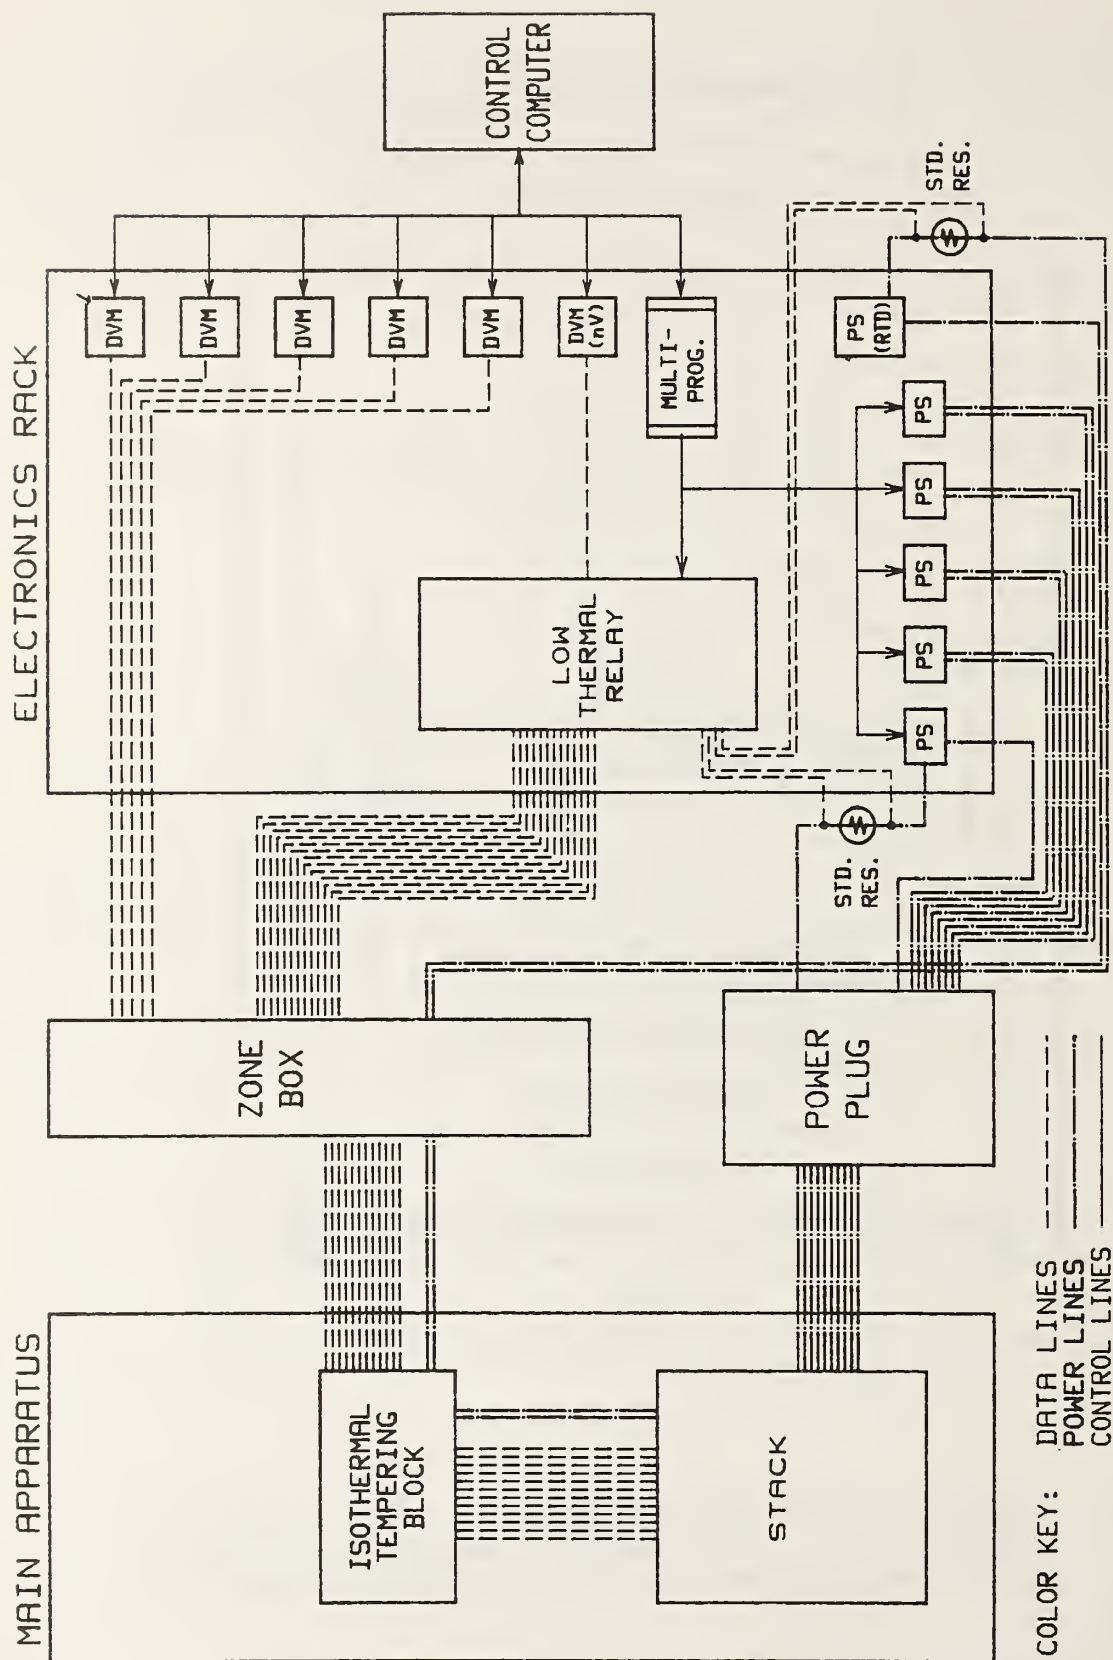 MAIN APPARATUS
ELECTRONICS RACK
ISOTHERMAL
TEMPERING
BLOCK
STACK
ZONE
BOX
POWER
PLUG
LOW
THERMAL
RELAY
DVM
DVM
DVM
DVM
DVM
DVM
(nV)
MULTI-
PROG.
PS
PS
PS
PS
PS
PS
(RTD)
STD.
RES.
STD.
RES.
CONTROL
COMPUTER
COLOR KEY: DATA LINES
POWER LINES
CONTROL LINES